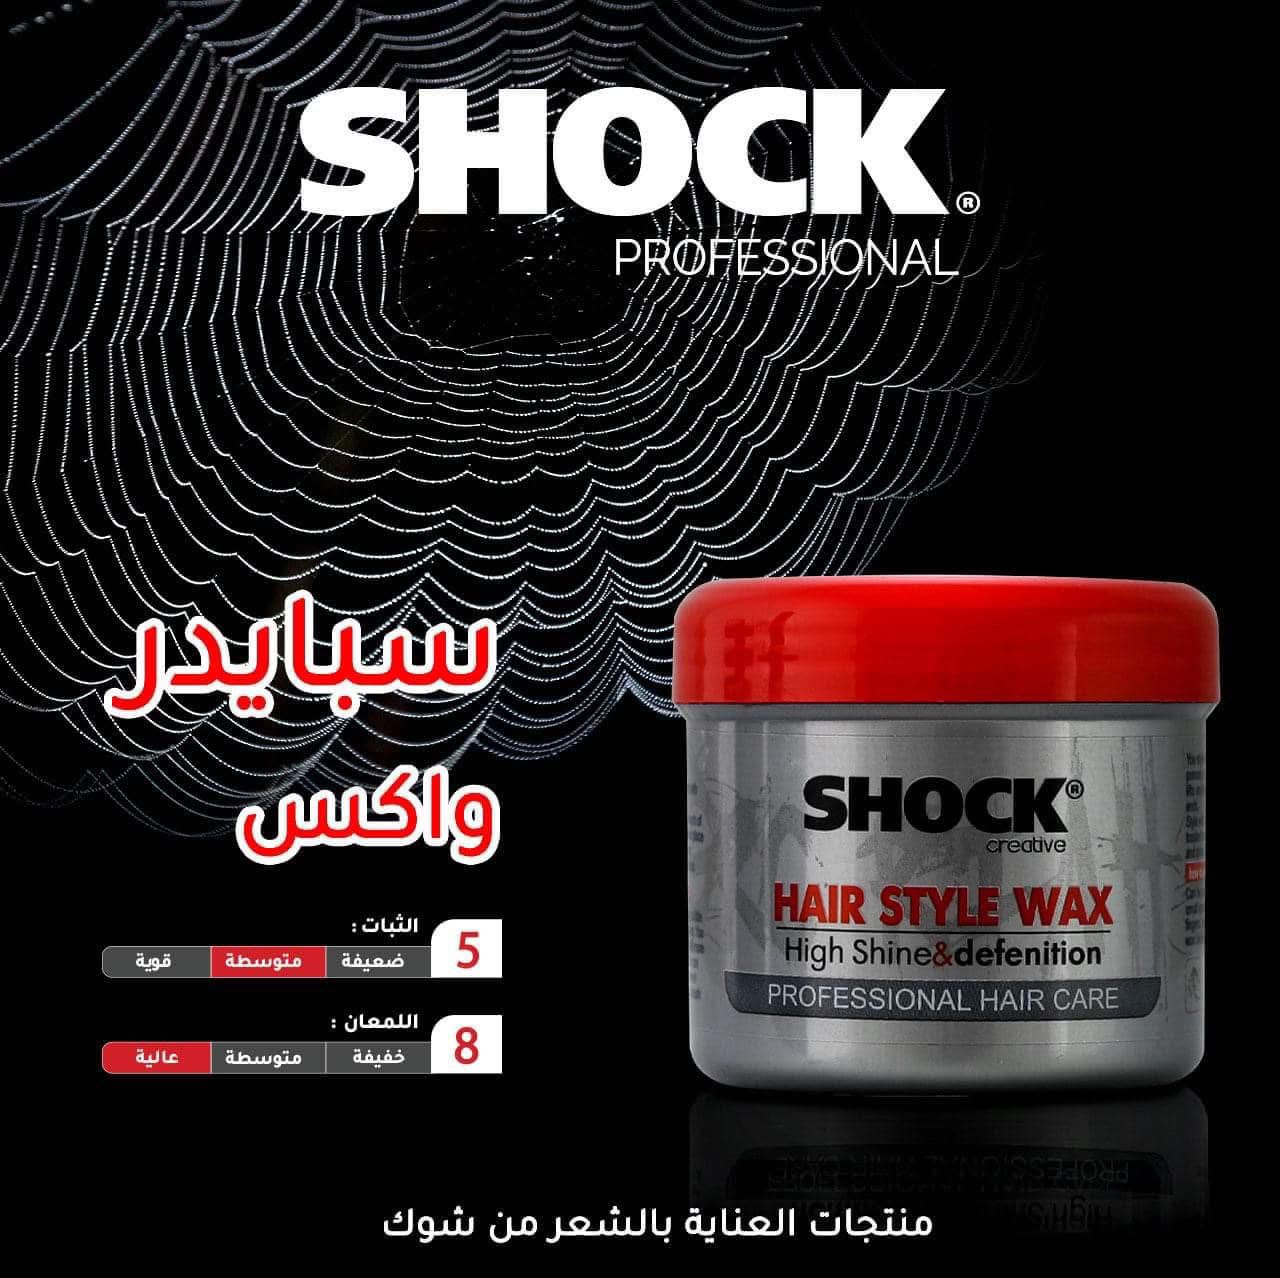 SHOCK®
PROFESSIONAL
سبايدر
واكس
الثبات :
5
ضعيفة متوسطة قوية
اللمعان :
8
خفيفة متوسطة عالية
SHOCK®
creative
HAIR STYLE WAX
High Shine&defenition
PROFESSIONAL HAIR CARE
منتجات العناية بالشعر من شوك